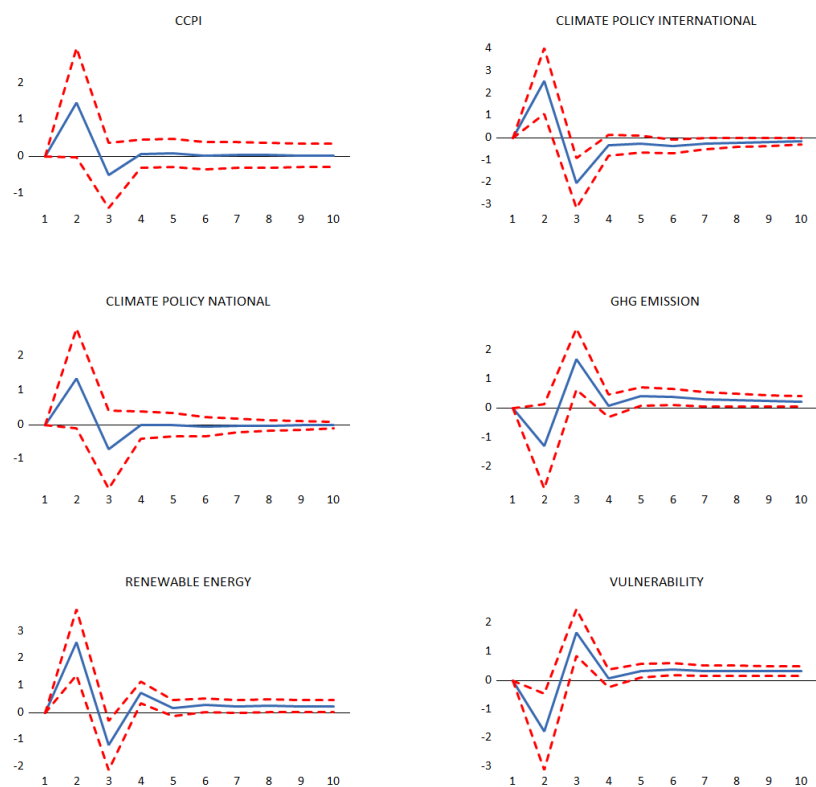 CCPI
2
1
0
-1
1 2 3 4 5 6 7 8 9 10
CLIMATE POLICY INTERNATIONAL
4
3
2
1
0
-1
-2
-3
1 2 3 4 5 6 7 8 9 10
CLIMATE POLICY NATIONAL
2
1
0
-1
1 2 3 4 5 6 7 8 9 10
GHG EMISSION
2
1
0
-1
-2
1 2 3 4 5 6 7 8 9 10
RENEWABLE ENERGY
3
2
1
0
-1
-2
1 2 3 4 5 6 7 8 9 10
VULNERABILITY
2
1
0
-1
-2
-3
1 2 3 4 5 6 7 8 9 10